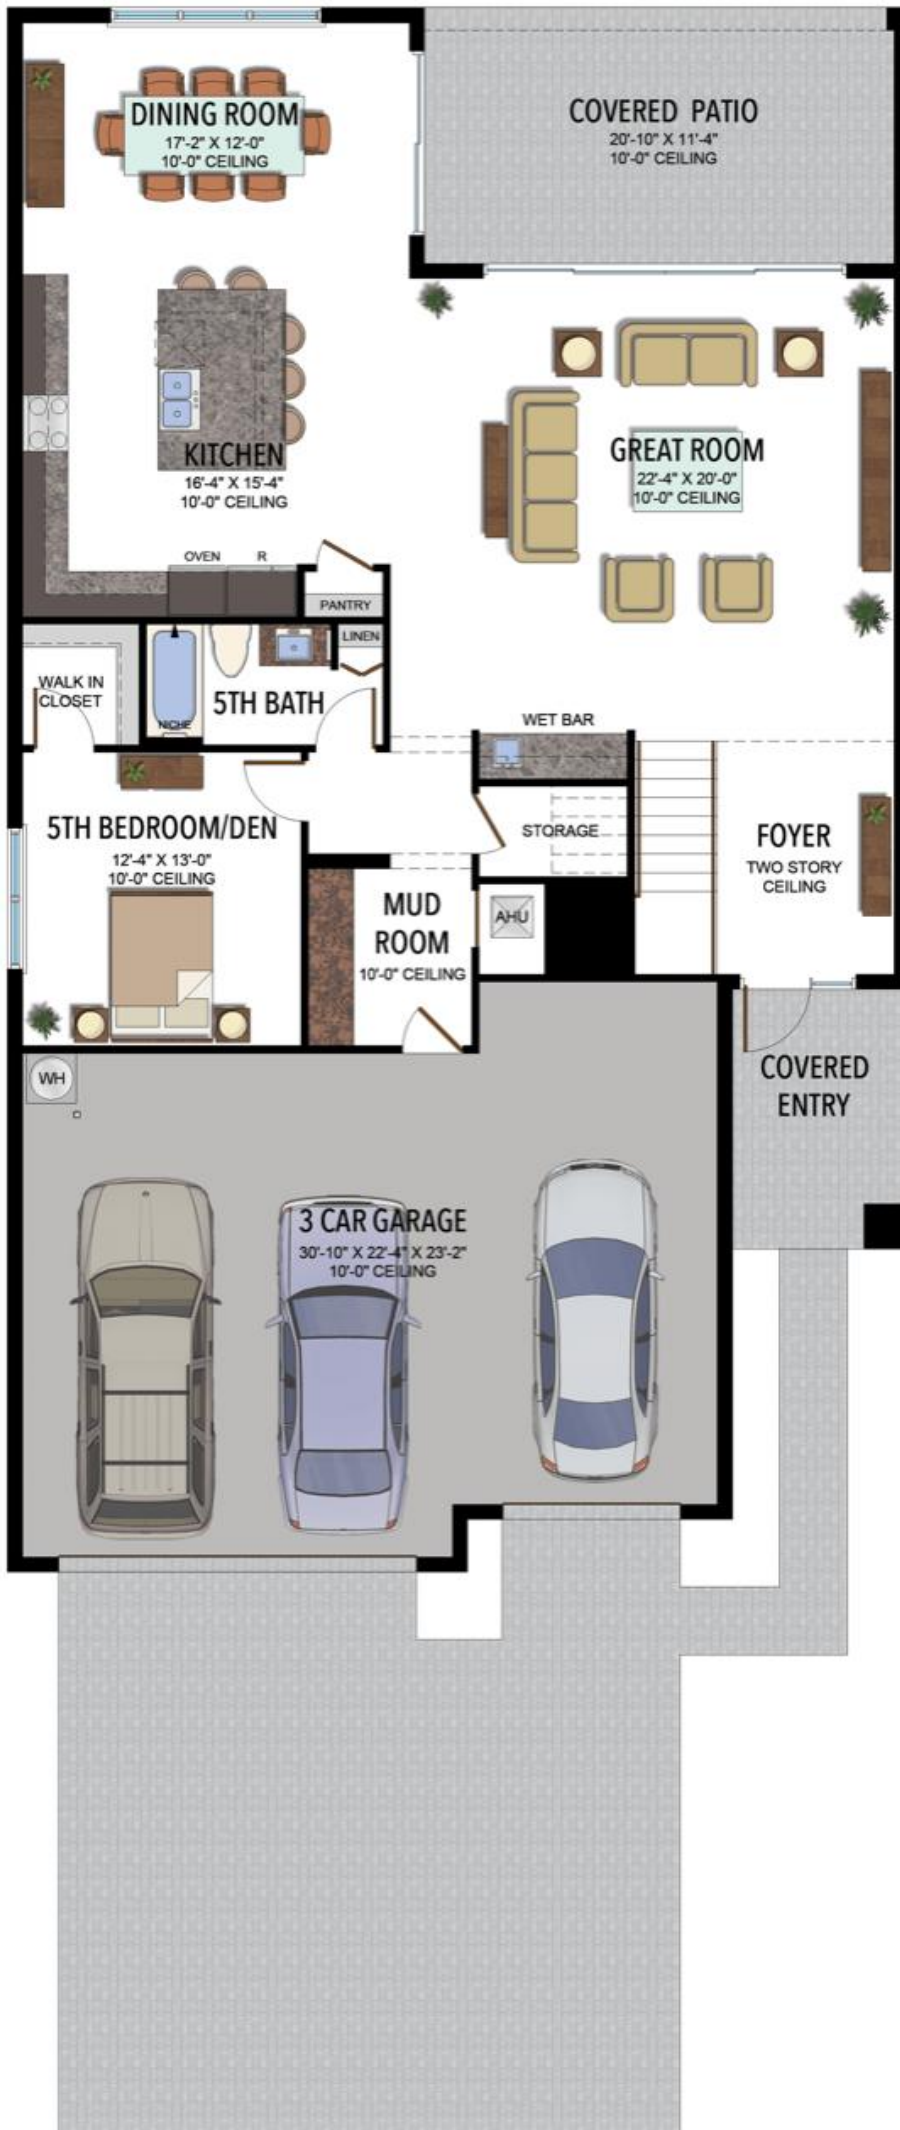 DINING ROOM
17'-2" X 12'-0"
10'-0" CEILING
COVERED PATIO
20'-10" X 11'-4"
10'-0" CEILING
KITCHEN
16'-4" X 15'-4"
10'-0" CEILING
GREAT ROOM
22'-4" X 20'-0"
10'-0" CEILING
OVEN
R
PANTRY
LINEN
WALK IN
CLOSET
5TH BATH
NICHE
WET BAR
5TH BEDROOM/DEN
12'-4" X 13'-0"
10'-0" CEILING
STORAGE
FOYER
TWO STORY
CEILING
MUD
ROOM
10'-0" CEILING
AHU
WH
COVERED
ENTRY
3 CAR GARAGE
30'-10" X 22'-4" X 23'-2"
10'-0" CEILING